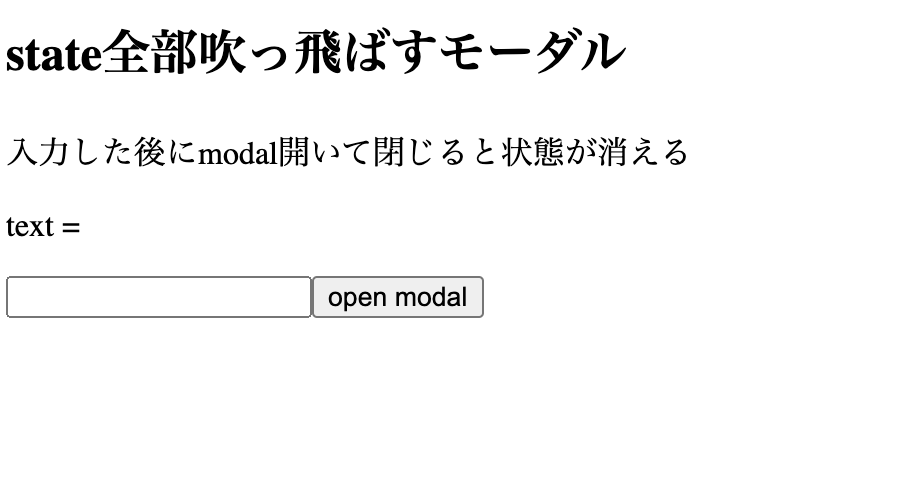 state全部吹っ飛ばすモーダル
入力した後にmodal開いて閉じると状態が消える
text =
open modal